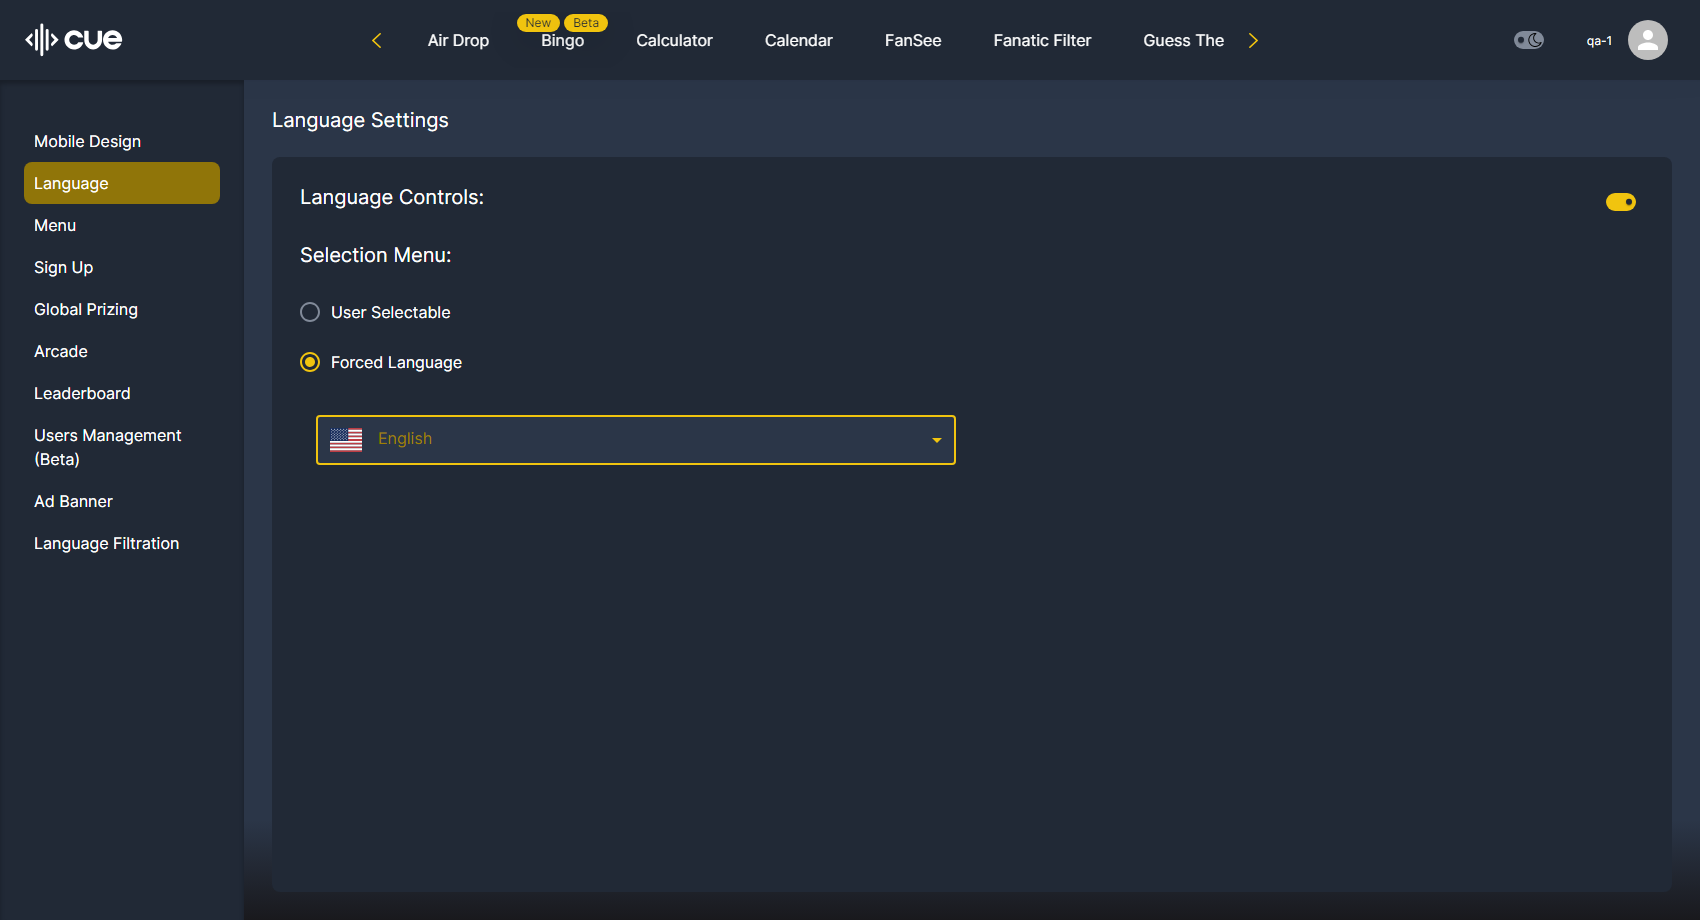 cue
Air Drop
New
Beta
Bingo
Calculator
Calendar
FanSee
Fanatic Filter
Guess The
qa-1
Mobile Design
Language
Menu
Sign Up
Global Prizing
Arcade
Leaderboard
Users Management
(Beta)
Ad Banner
Language Filtration
Language Settings
Language Controls:
Selection Menu:
User Selectable
Forced Language
English